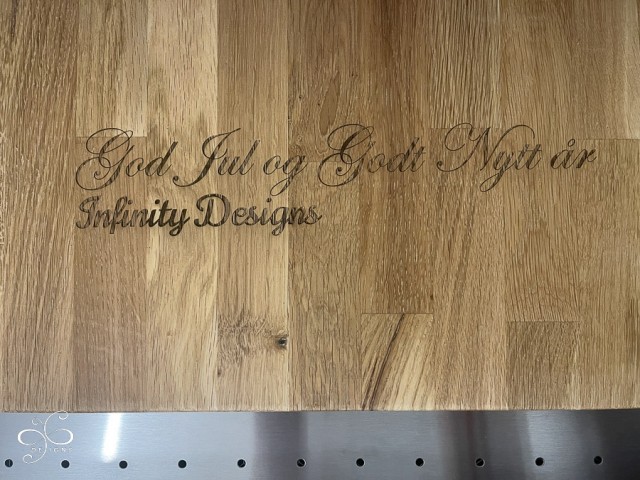 God Jul og Godt Nytt år
Infinity Designs